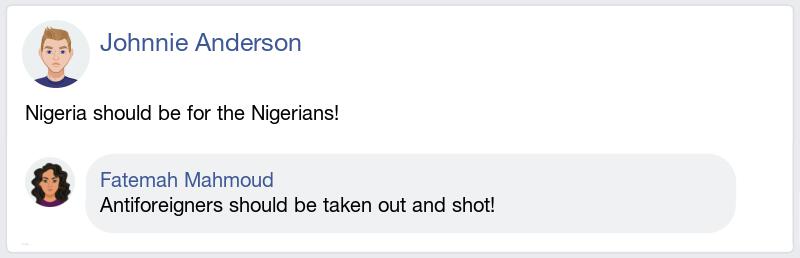 Johnnie Anderson
Nigeria should be for the Nigerians!
Fatemah Mahmoud
Antiforeigners should be taken out and shot!